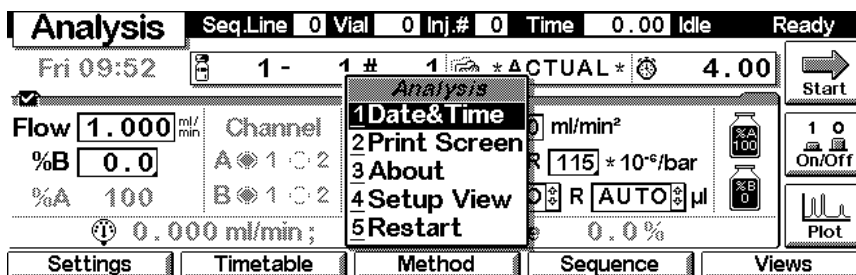 Analysis Seq.Line 0 Vial 0 Inj.# 0 Time 0.00 Idle Ready
Fri 09:52 1 - 1 # 1 *ACTUAL* 4.00 Start
Analysis
1 Date&Time
2 Print Screen
3 About
4 Setup View
5 Restart
Flow 1.000 ml/min Channel ml/min²
%B 0.0 A 1 2 R 115 *10-⁶/bar
%A 100 B 1 2 R AUTO µl
0.000 ml/min; 0.0%
%A 100
%B 0
1 0
On/Off
Plot
Settings Timetable Method Sequence Views